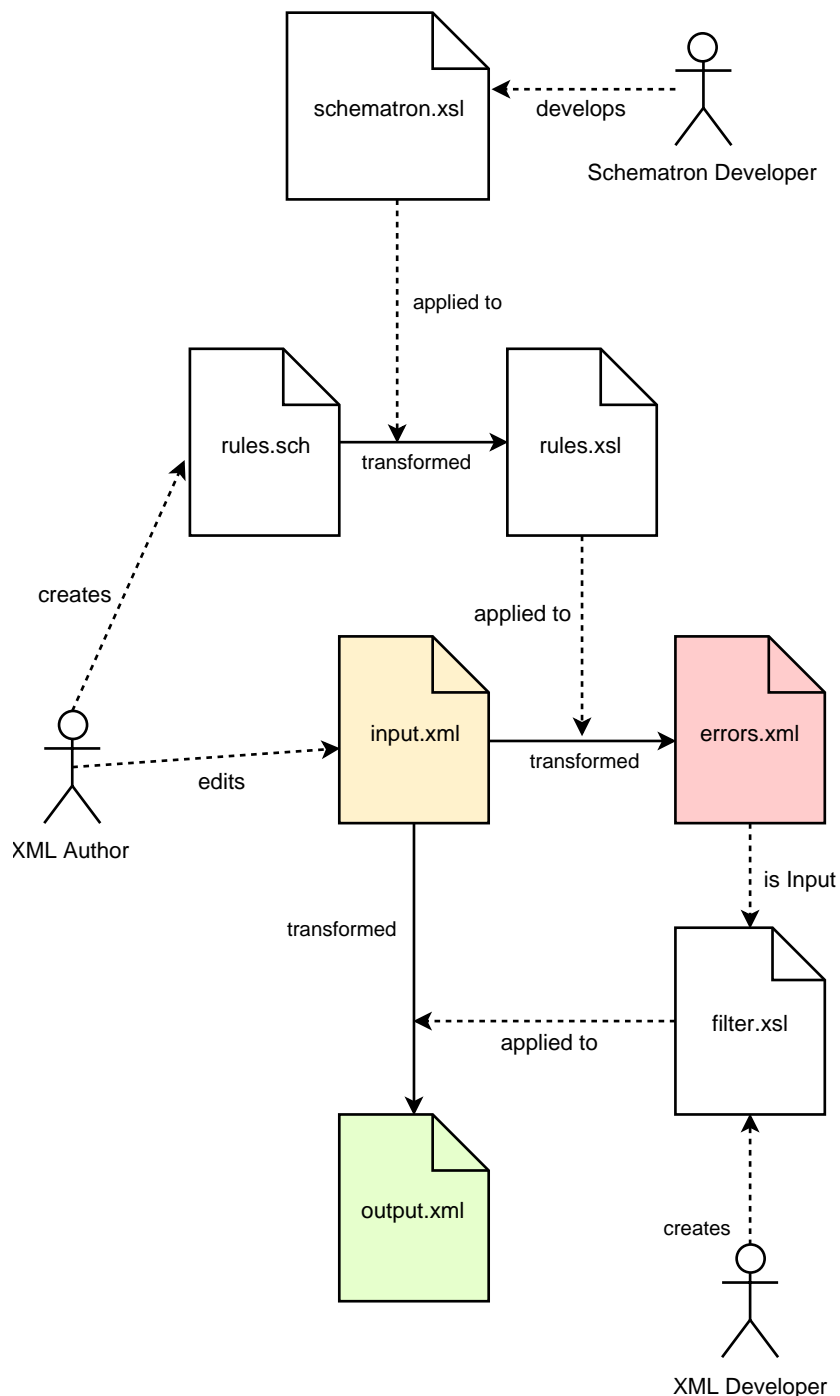 schematron.xsl
develops
Schematron Developer
applied to
rules.sch
transformed
rules.xsl
creates
applied to
input.xml
transformed
errors.xml
edits
XML Author
is Input
transformed
applied to
filter.xsl
output.xml
creates
XML Developer